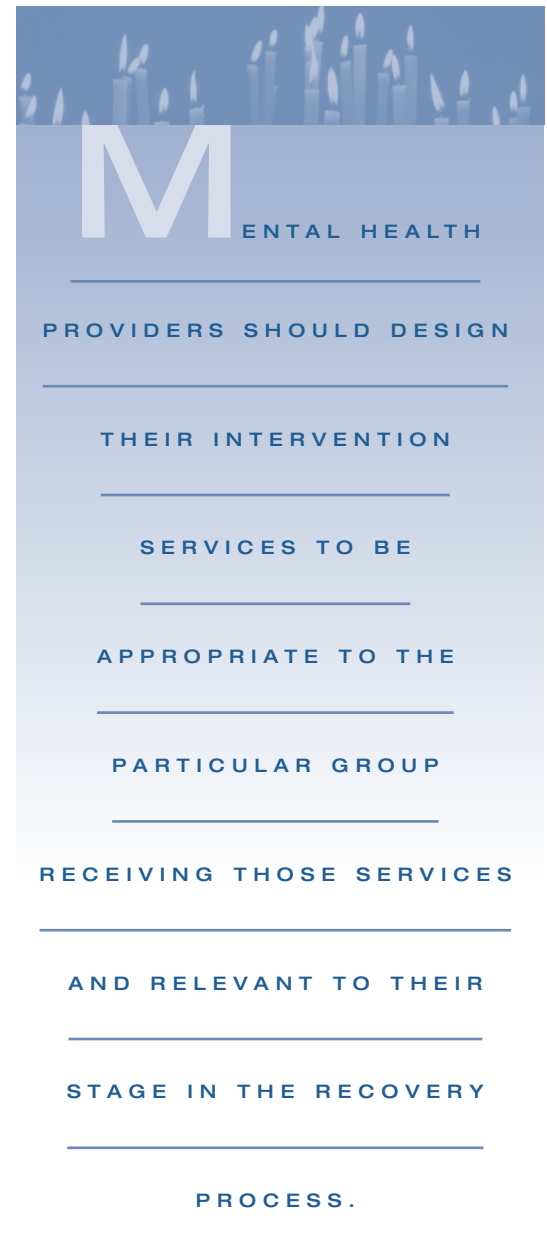 MENTAL HEALTH
PROVIDERS SHOULD DESIGN
THEIR INTERVENTION
SERVICES TO BE
APPROPRIATE TO THE
PARTICULAR GROUP
RECEIVING THOSE SERVICES
AND RELEVANT TO THEIR
STAGE IN THE RECOVERY
PROCESS.